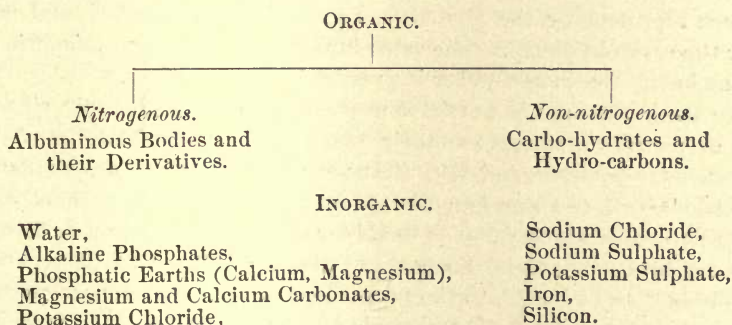 ORGANIC.
Nitrogenous.
Albuminous Bodies and
their Derivatives.
Non-nitrogenous.
Carbo-hydrates and
Hydro-carbons.
INORGANIC.
Water,
Alkaline Phosphates,
Phosphatic Earths (Calcium, Magnesium),
Magnesium and Calcium Carbonates,
Potassium Chloride,
Sodium Chloride,
Sodium Sulphate,
Potassium Sulphate,
Iron,
Silicon.